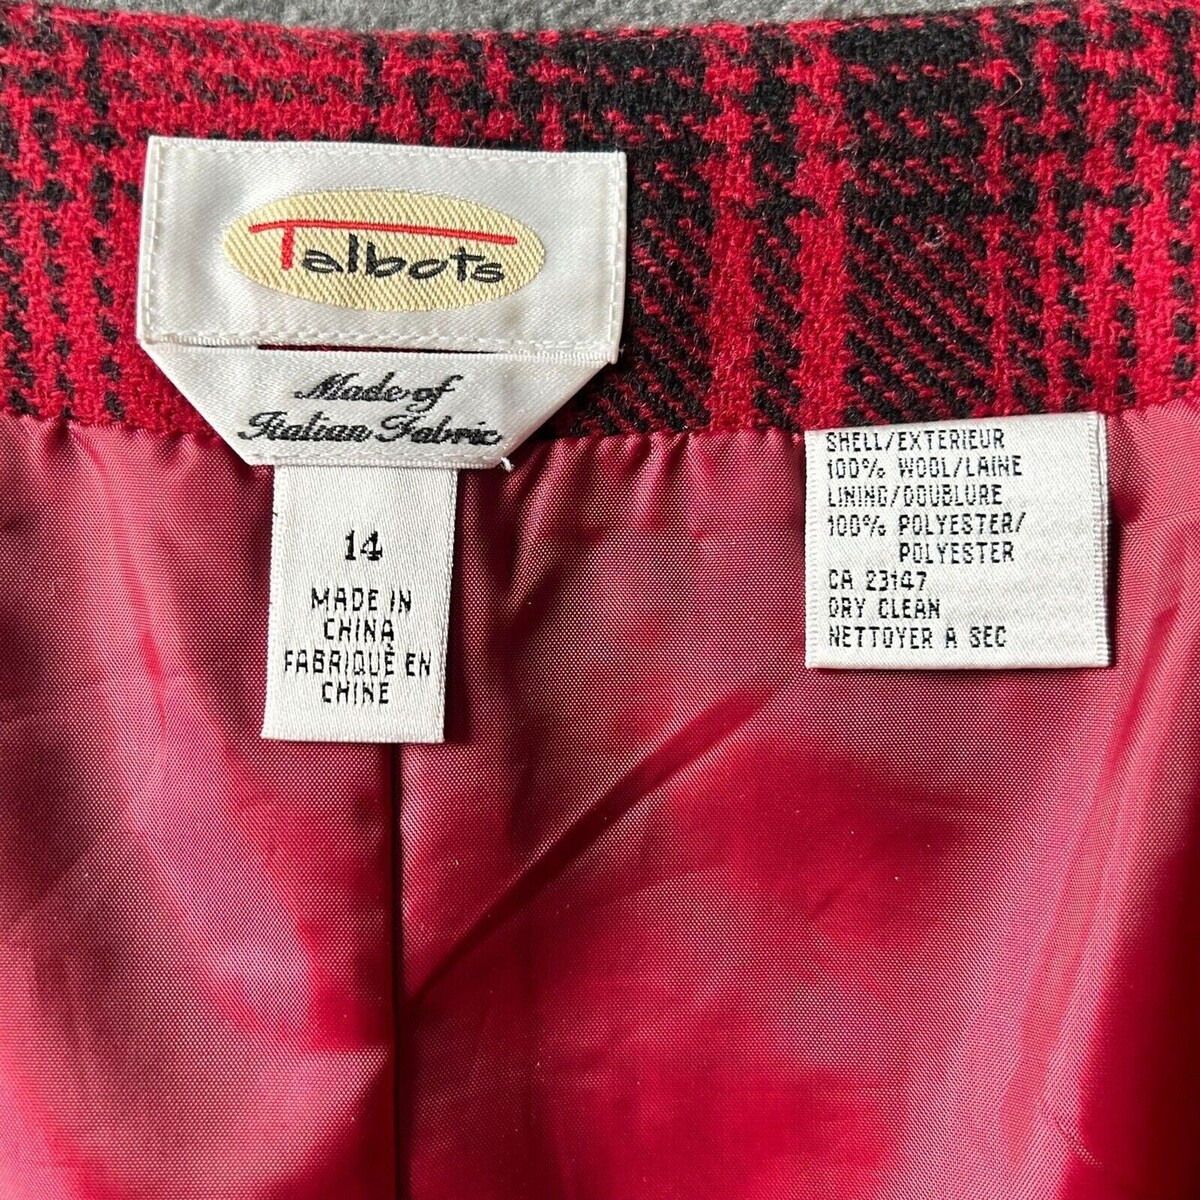 Talbots
Made of
Italian Fabric
14
MADE IN
CHINA
FABRIQUÈ EN
CHINE
SHELL/EXTERIEUR
100% WOOL/LAINE
LINING/DOUBLURE
100% POLYESTER/
POLYESTER
CA 23147
DRY CLEAN
NETTOYER A SEC